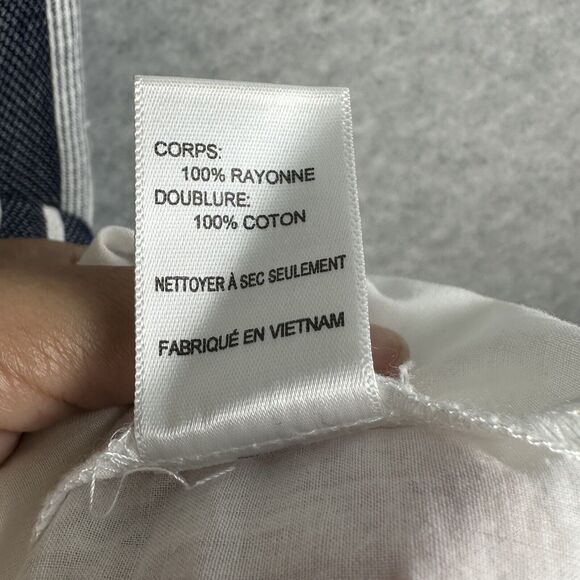 CORPS:
100% RAYONNE
DOUBLURE:
100% COTON
NETTOYER À SEC SEULEMENT
FABRIQUÉ EN VIETNAM